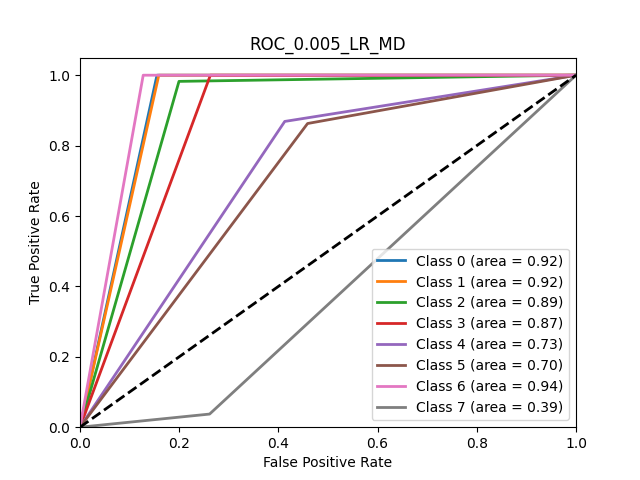 ROC_0.005_LR_MD
True Positive Rate
1.0
0.8
0.6
0.4
0.2
0.0
Class 0 (area = 0.92)
Class 1 (area = 0.92)
Class 2 (area = 0.89)
Class 3 (area = 0.87)
Class 4 (area = 0.73)
Class 5 (area = 0.70)
Class 6 (area = 0.94)
Class 7 (area = 0.39)
0.0 0.2 0.4 0.6 0.8 1.0
False Positive Rate